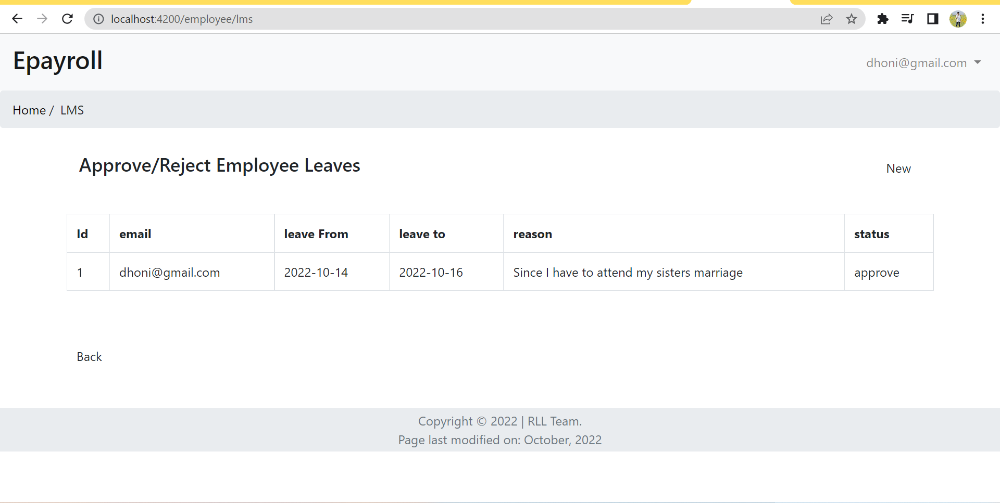 localhost:4200/employee/lms
Epayroll
dhoni@gmail.com
Home / LMS
Approve/Reject Employee Leaves
New
Id email leave From leave to reason status
1 dhoni@gmail.com 2022-10-14 2022-10-16 Since I have to attend my sisters marriage approve
Back
Copyright © 2022 | RLL Team.
Page last modified on: October, 2022